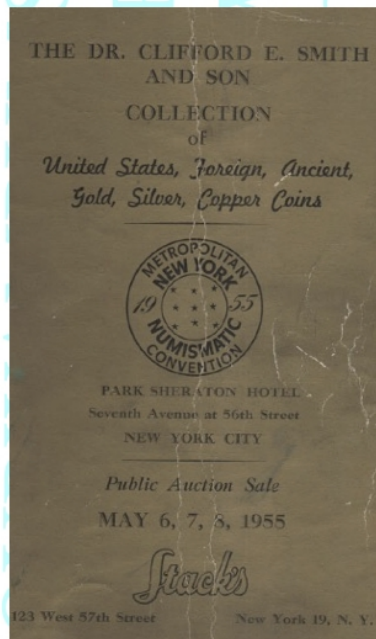 THE DR. CLIFFORD E. SMITH
AND SON
COLLECTION
of
United States, Foreign, Ancient,
Gold, Silver, Copper Coins
METROPOLITAN
NEW YORK
19 55
NUMISMATIC
CONVENTION
PARK SHERATON HOTEL
Seventh Avenue at 56th Street
NEW YORK CITY
Public Auction Sale
MAY 6, 7, 8, 1955
Stack's
123 West 57th Street New York 19, N. Y.